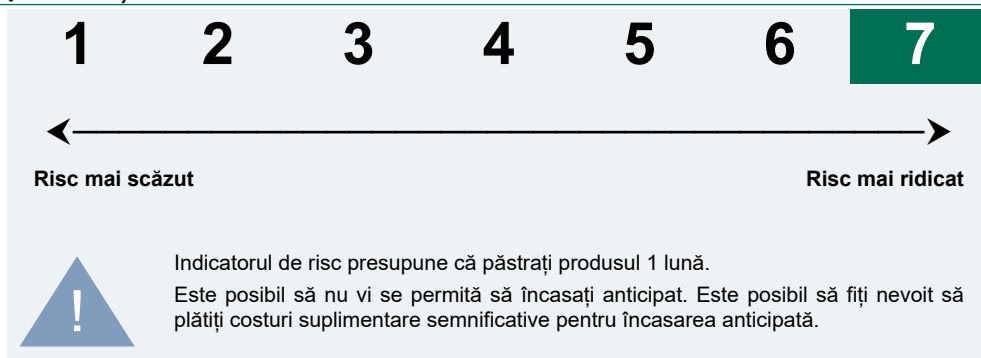 1 2 3 4 5 6 7
Risc mai scăzut Risc mai ridicat
Indicatorul de risc presupune că păstrați produsul 1 lună.
Este posibil să nu vi se permită să încasați anticipat. Este posibil să fiți nevoit să
plătiți costuri suplimentare semnificative pentru încasarea anticipată.
!